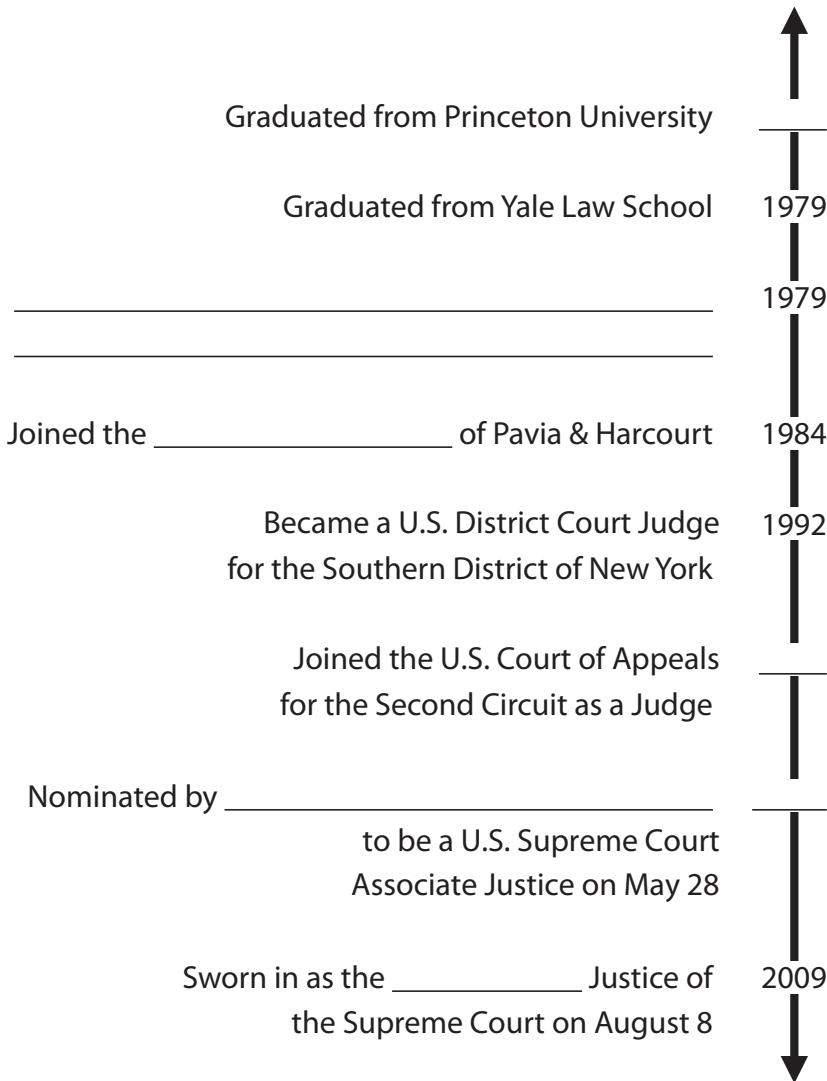 Graduated from Princeton University
Graduated from Yale Law School 1979
1979
Joined the ____________________ of Pavia & Harcourt 1984
Became a U.S. District Court Judge 1992
for the Southern District of New York
Joined the U.S. Court of Appeals
for the Second Circuit as a Judge
Nominated by ________________________________
to be a U.S. Supreme Court
Associate Justice on May 28
Sworn in as the ____________ Justice of 2009
the Supreme Court on August 8